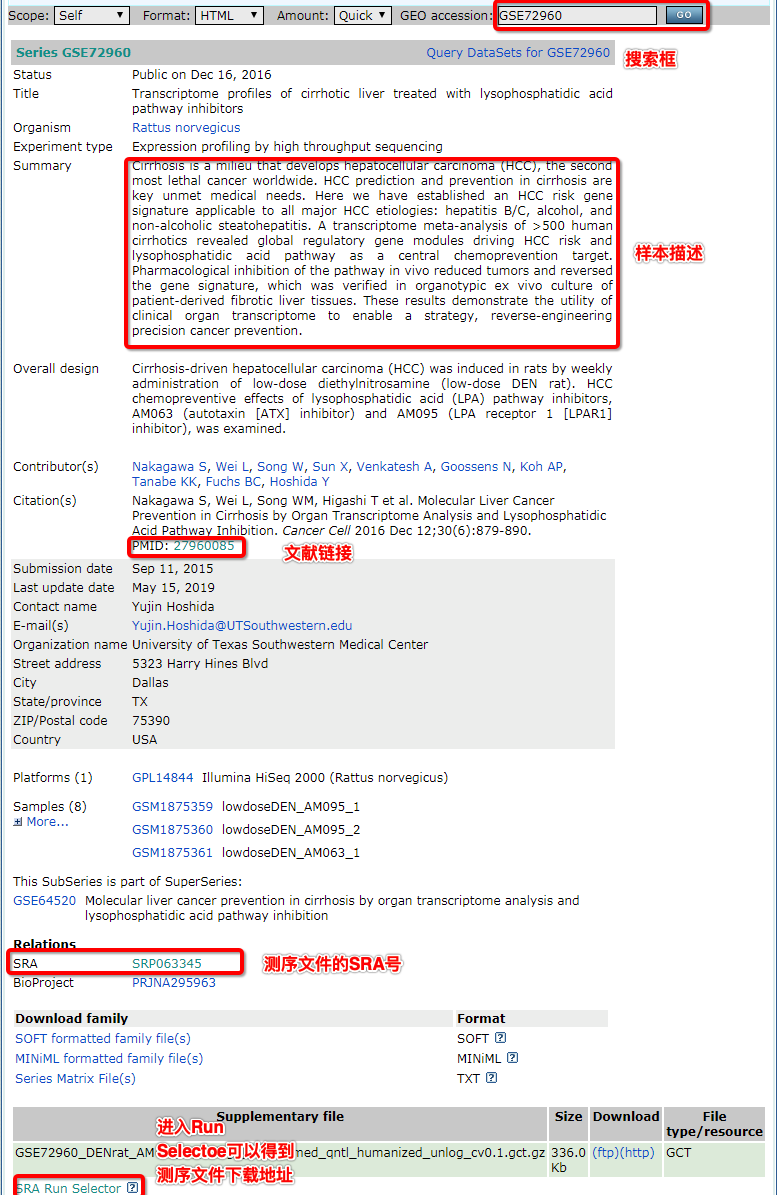 Scope: Self Format: HTML Amount: Quick GEO accession: GSE72960 GO
Series GSE72960 Query DataSets for GSE72960
搜索框
Status Public on Dec 16, 2016
Title Transcriptome profiles of cirrhotic liver treated with lysophosphatidic acid
pathway inhibitors
Organism Rattus norvegicus
Experiment type Expression profiling by high throughput sequencing
Summary Cirrhosis is a milieu that develops hepatocellular carcinoma (HCC), the second
most lethal cancer worldwide. HCC prediction and prevention in cirrhosis are
key unmet medical needs. Here we have established an HCC risk gene
signature applicable to all major HCC etiologies: hepatitis B/C, alcohol, and
non-alcoholic steatohepatitis. A transcriptome meta-analysis of >500 human
cirrhotics revealed global regulatory gene modules driving HCC risk and
lysophosphatidic acid pathway as a central chemoprevention target.
Pharmacological inhibition of the pathway in vivo reduced tumors and reversed
the gene signature, which was verified in organotypic ex vivo culture of
patient-derived fibrotic liver tissues. These results demonstrate the utility of
clinical organ transcriptome to enable a strategy, reverse-engineering
precision cancer prevention.
样本描述
Overall design Cirrhosis-driven hepatocellular carcinoma (HCC) was induced in rats by weekly
administration of low-dose diethylnitrosamine (low-dose DEN rat). HCC
chemopreventive effects of lysophosphatidic acid (LPA) pathway inhibitors,
AM063 (autotaxin [ATX] inhibitor) and AM095 (LPA receptor 1 [LPAR1]
inhibitor), was examined.
Contributor(s) Nakagawa S, Wei L, Song W, Sun X, Venkatesh A, Goossens N, Koh AP,
Tanabe KK, Fuchs BC, Hoshida Y
Citation(s) Nakagawa S, Wei L, Song WM, Higashi T et al. Molecular Liver Cancer
Prevention in Cirrhosis by Organ Transcriptome Analysis and Lysophosphatidic
Acid Pathway Inhibition. Cancer Cell 2016 Dec 12;30(6):879-890.
PMID: 27960085
文献链接
Submission date Sep 11, 2015
Last update date May 15, 2019
Contact name Yujin Hoshida
E-mail(s) Yujin.Hoshida@UTSouthwestern.edu
Organization name University of Texas Southwestern Medical Center
Street address 5323 Harry Hines Blvd
City Dallas
State/province TX
ZIP/Postal code 75390
Country USA
Platforms (1) GPL14844 Illumina HiSeq 2000 (Rattus norvegicus)
Samples (8) GSM1875359 lowdoseDEN_AM095_1
More...
GSM1875360 lowdoseDEN_AM095_2
GSM1875361 lowdoseDEN_AM063_1
This SubSeries is part of SuperSeries:
GSE64520 Molecular liver cancer prevention in cirrhosis by organ transcriptome analysis and
lysophosphatidic acid pathway inhibition
Relations
SRA SRP063345
测序文件的SRA号
BioProject PRJNA295963
Download family Format
SOFT formatted family file(s) SOFT ?
MINiML formatted family file(s) MINiML ?
Series Matrix File(s) TXT ?
Supplementary file Size Download File
type/resource
GSE72960_DENrat_AM med_qntl_humanized_unlog_cv0.1.gct.gz 336.0
Kb (ftp)(http) GCT
进入Run
Selectoe可以得到
测序文件下载地址
SRA Run Selector ?